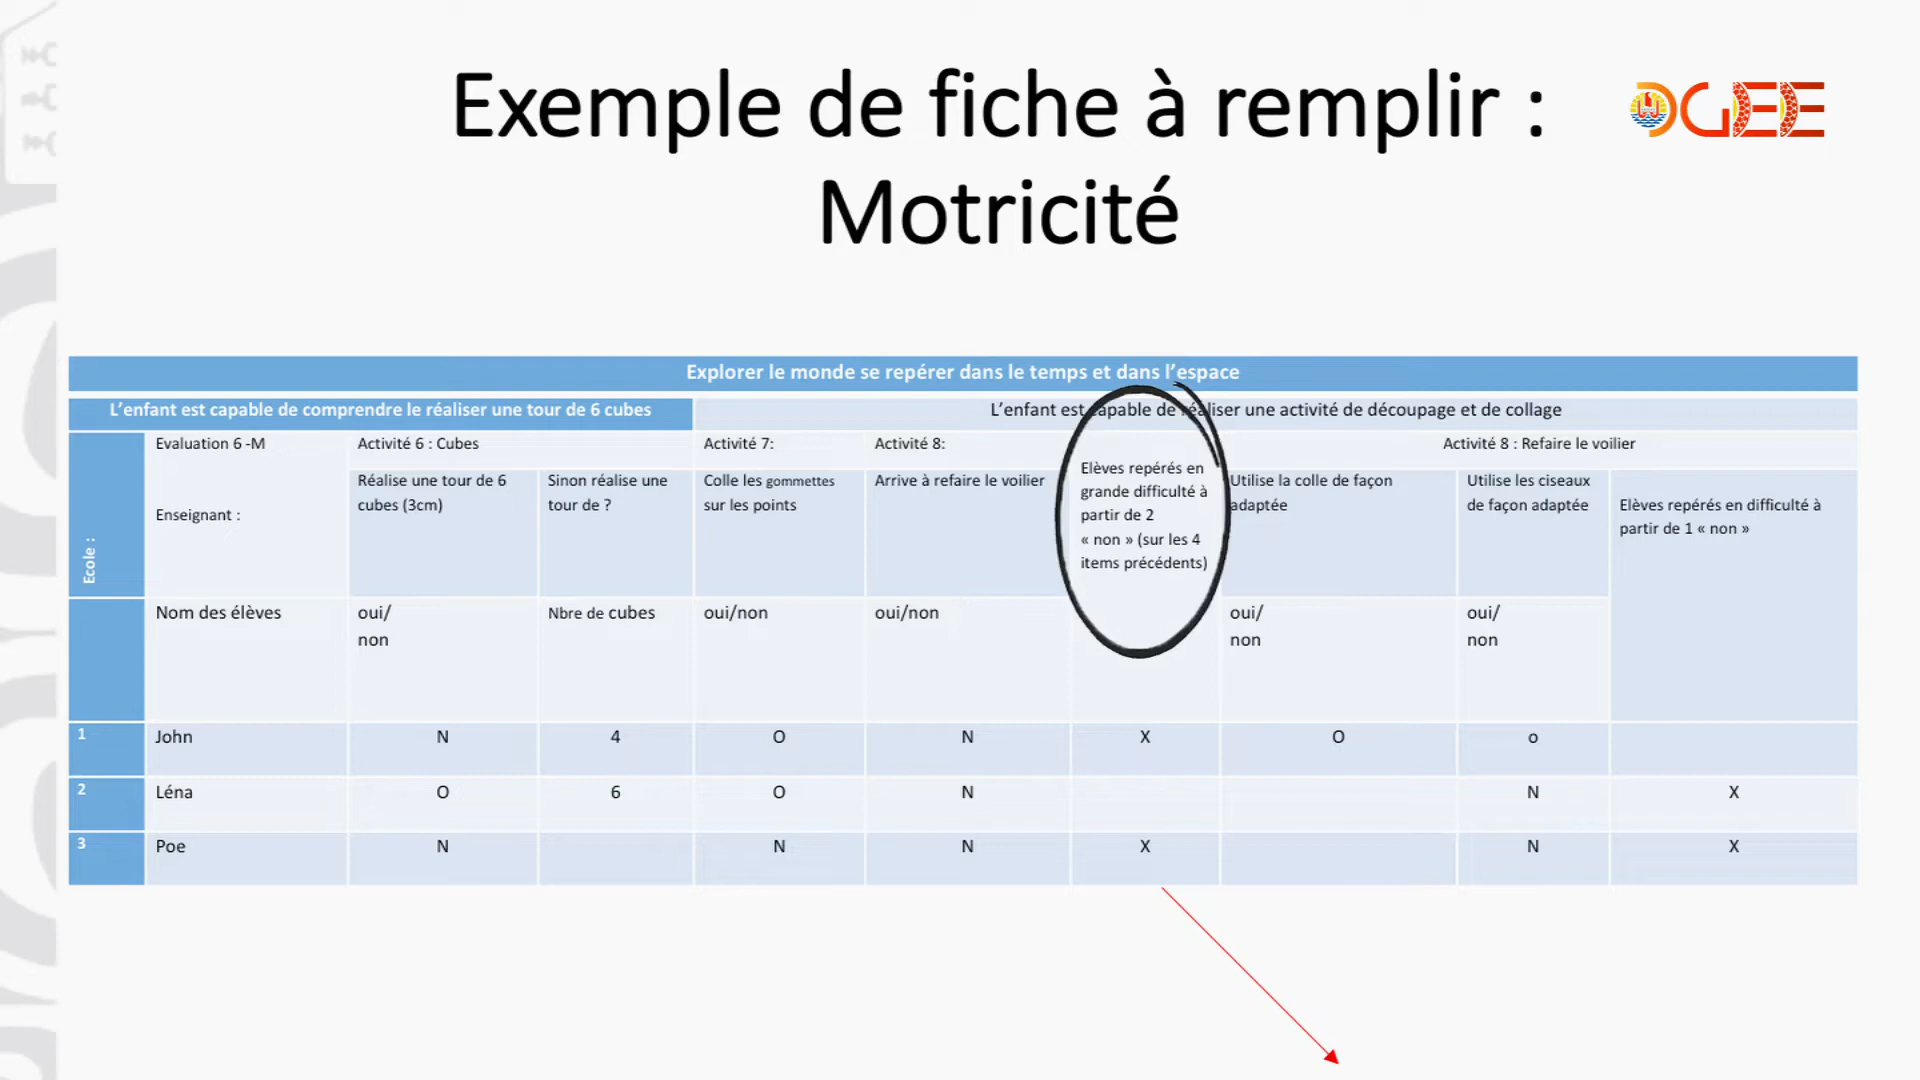 Exemple de fiche à remplir :
Motricité
DGEE
Explorer le monde se repérer dans le temps et dans l’espace
L’enfant est capable de comprendre le réaliser une tour de 6 cubes
L’enfant est capable de réaliser une activité de découpage et de collage
Ecole :
Evaluation 6 -M
Enseignant :
Activité 6 : Cubes
Activité 7:
Activité 8:
Activité 8 : Refaire le voilier
Réalise une tour de 6
cubes (3cm)
Sinon réalise une
tour de ?
Colle les gommettes
sur les points
Arrive à refaire le voilier
Elèves repérés en
grande difficulté à
partir de 2
« non » (sur les 4
items précédents)
Utilise la colle de façon
adaptée
Utilise les ciseaux
de façon adaptée
Elèves repérés en difficulté à
partir de 1 « non »
Nom des élèves
oui/
non
Nbre de cubes
oui/non
oui/non
oui/
non
oui/
non
1 John N 4 O N X O o
2 Léna O 6 O N N X
3 Poe N N N X N X